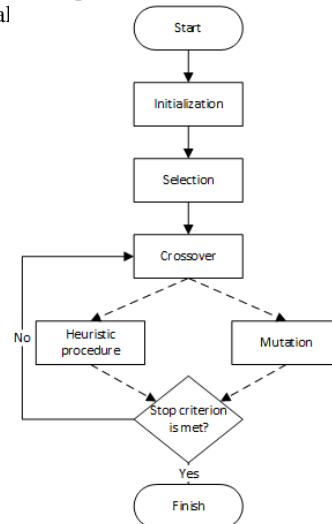 al
Start
Initialization
Selection
Crossover
No
Heuristic
procedure
Mutation
Stop criterion
is met?
Yes
Finish